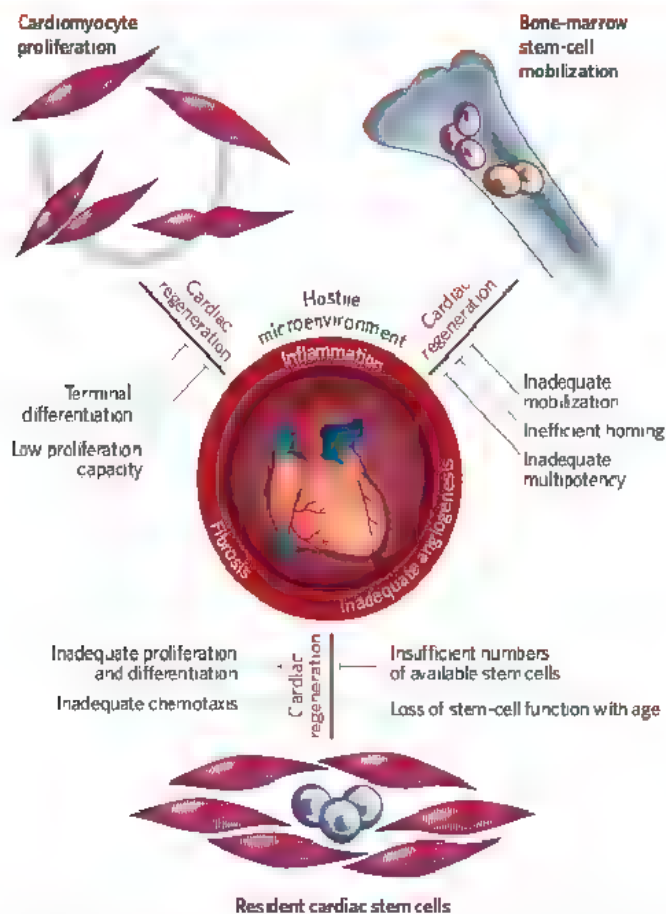 Cardiomyocyte
proliferation
Bone-marrow
stem-cell
mobilization
Cardiac
regeneration
Hostile
microenvironment
Cardiac
regeneration
Inflammation
Terminal
differentiation
Low proliferation
capacity
Inadequate
mobilization
Inefficient homing
Inadequate
multipotency
Fibrosis
Inadequate angiogenesis
Inadequate proliferation
and differentiation
Inadequate chemotaxis
Cardiac
regeneration
Insufficient numbers
of available stem cells
Loss of stem-cell function with age
Resident cardiac stem cells